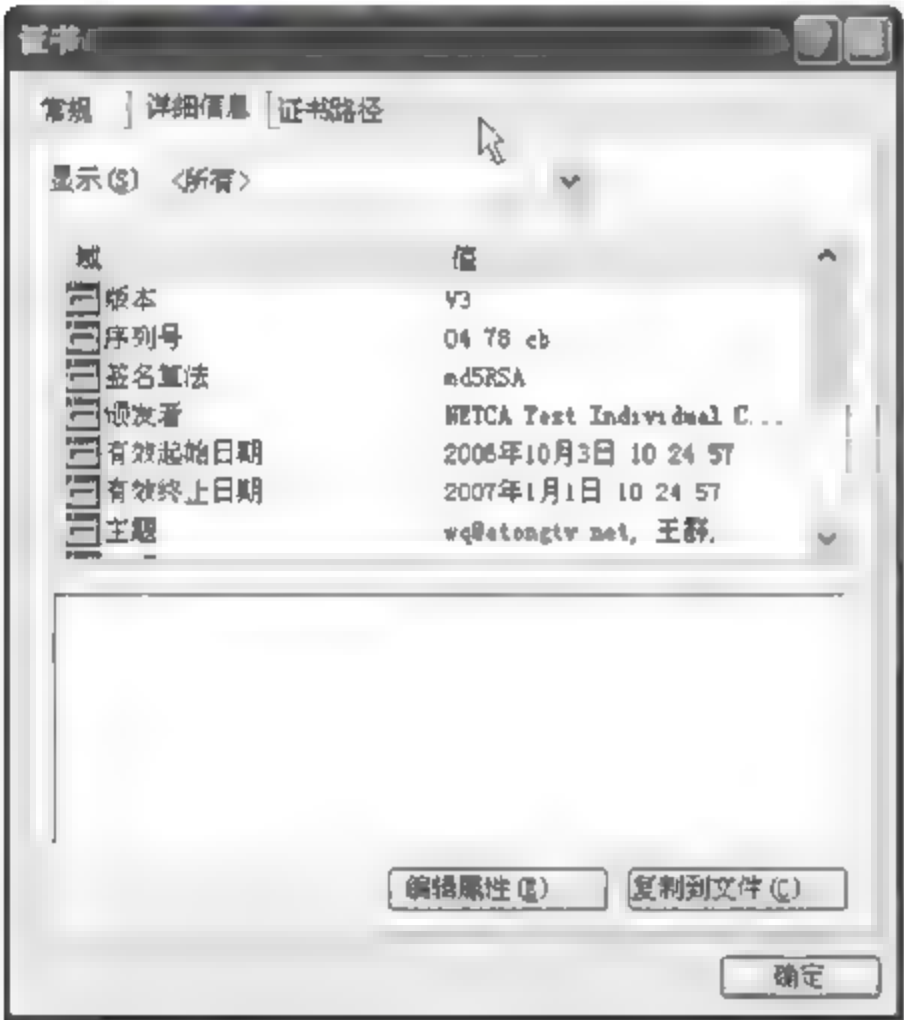 证书
常规 详细信息 证书路径
显示(S) <所有>
域 值
版本 V3
序列号 04 78 cb
签名算法 md5RSA
颁发者 NETCA Test Individual C...
有效起始日期 2006年10月3日 10 24 57
有效终止日期 2007年1月1日 10 24 57
主题 wq@stongtv net, 王群,
编辑属性(E) 复制到文件(C)
确定